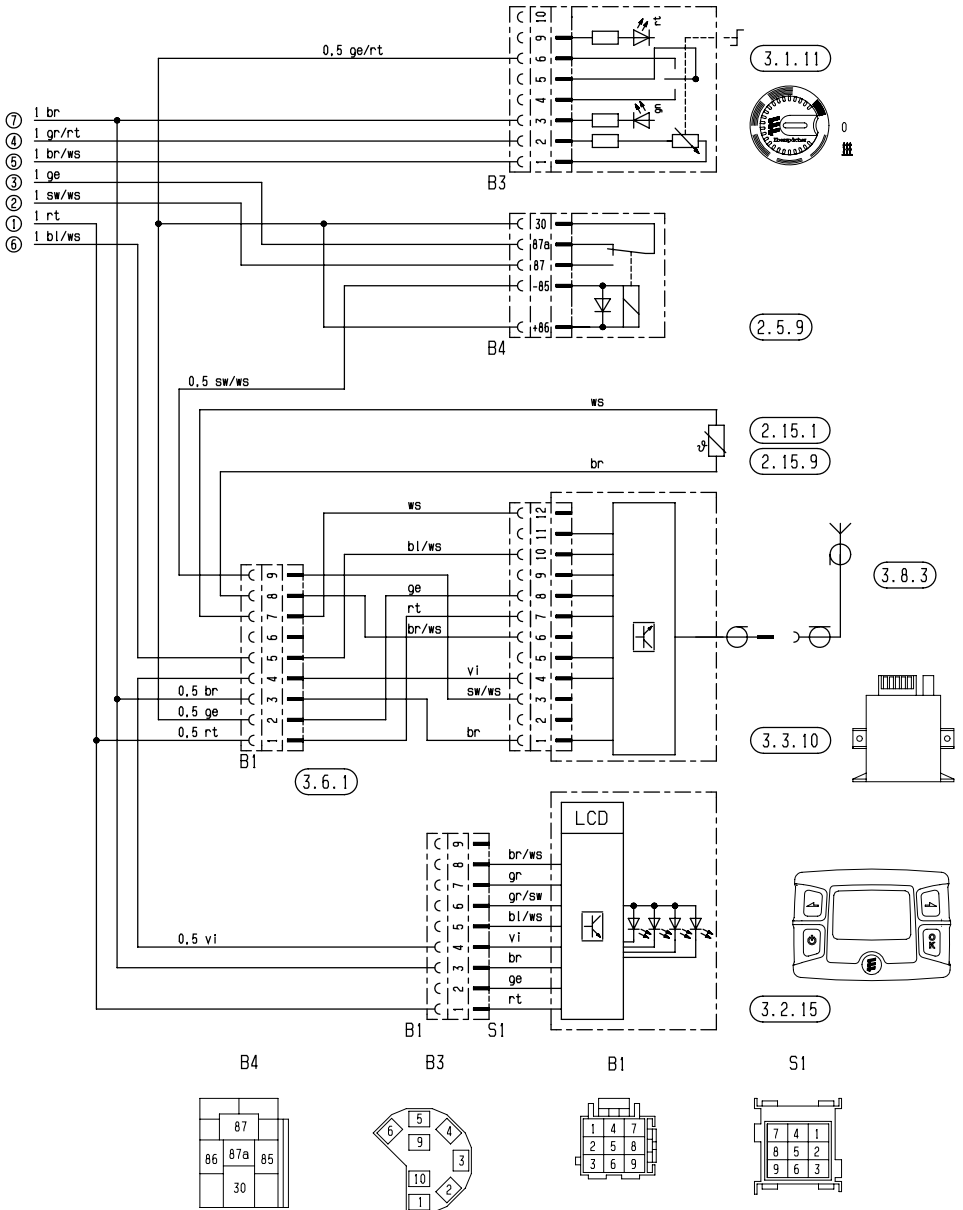 10
9
rt
0,5 ge/rt
6
3.1.11
5
4
1 br
7
3
gr
1 gr/rt
4
2
Eberspächer
0
1 br/ws
5
1
1 ge
3
B3
1 sw/ws
2
1 rt
1
30
1 bl/ws
6
87a
87
-85
+86
2.5.9
B4
0,5 sw/ws
ws
ϑ
2.15.1
br
2.15.9
ws
12
11
bl/ws
10
9
9
3.8.3
8
ge
8
7
rt
7
6
br/ws
6
5
5
4
vi
4
0,5 br
3
sw/ws
3
0,5 ge
2
2
0,5 rt
1
br
1
3.3.10
B1
3.6.1
LCD
9
8
br/ws
7
gr
6
gr/sw
5
bl/ws
0,5 vi
4
vi
OK
3
br
2
ge
1
rt
3.2.15
B1
S1
B4
B3
B1
S1
87
86
87a
85
30
5
6
4
9
3
10
2
1
1 4 7
2 5 8
3 6 9
7 4 1
8 5 2
9 6 3